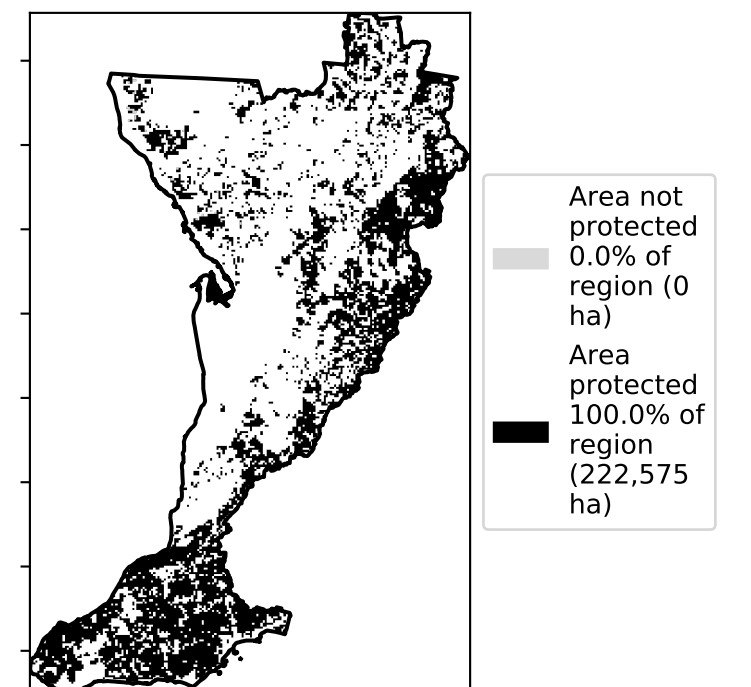 Area not
protected
0.0% of
region (0
ha)
Area
protected
100.0% of
region
(222,575
ha)